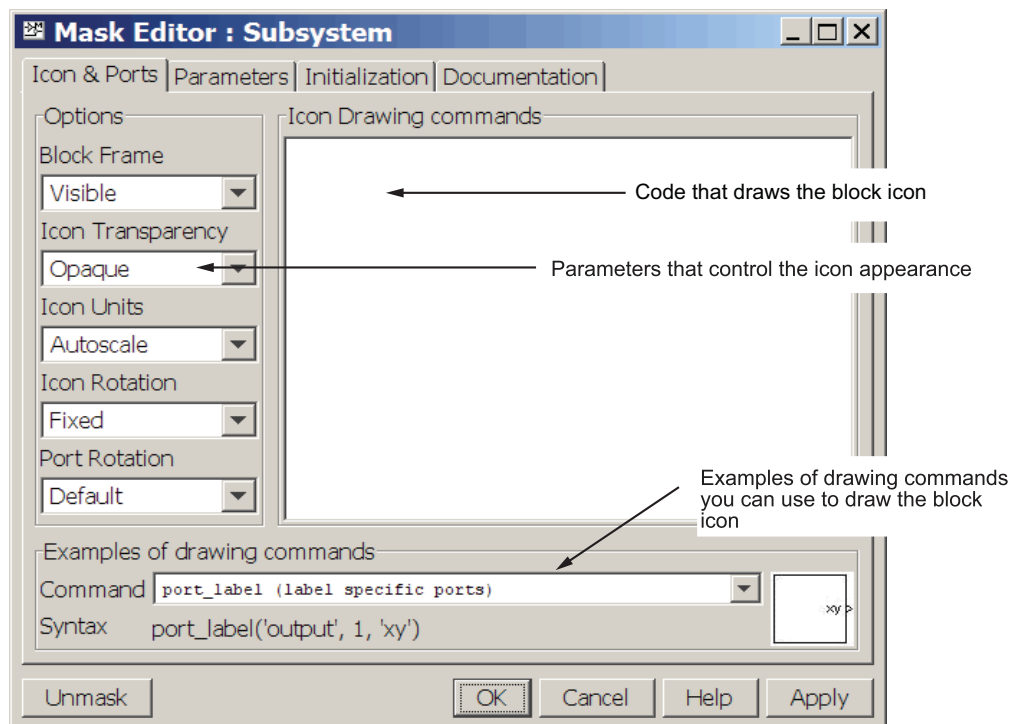 Mask Editor : Subsystem
Icon & Ports Parameters Initialization Documentation
Options
Block Frame
Visible
Icon Transparency
Opaque
Icon Units
Autoscale
Icon Rotation
Fixed
Port Rotation
Default
Icon Drawing commands
Code that draws the block icon
Parameters that control the icon appearance
Examples of drawing commands
you can use to draw the block
icon
Examples of drawing commands
Command port_label (label specific ports)
Syntax port_label('output', 1, 'xy')
xy >
Unmask OK Cancel Help Apply